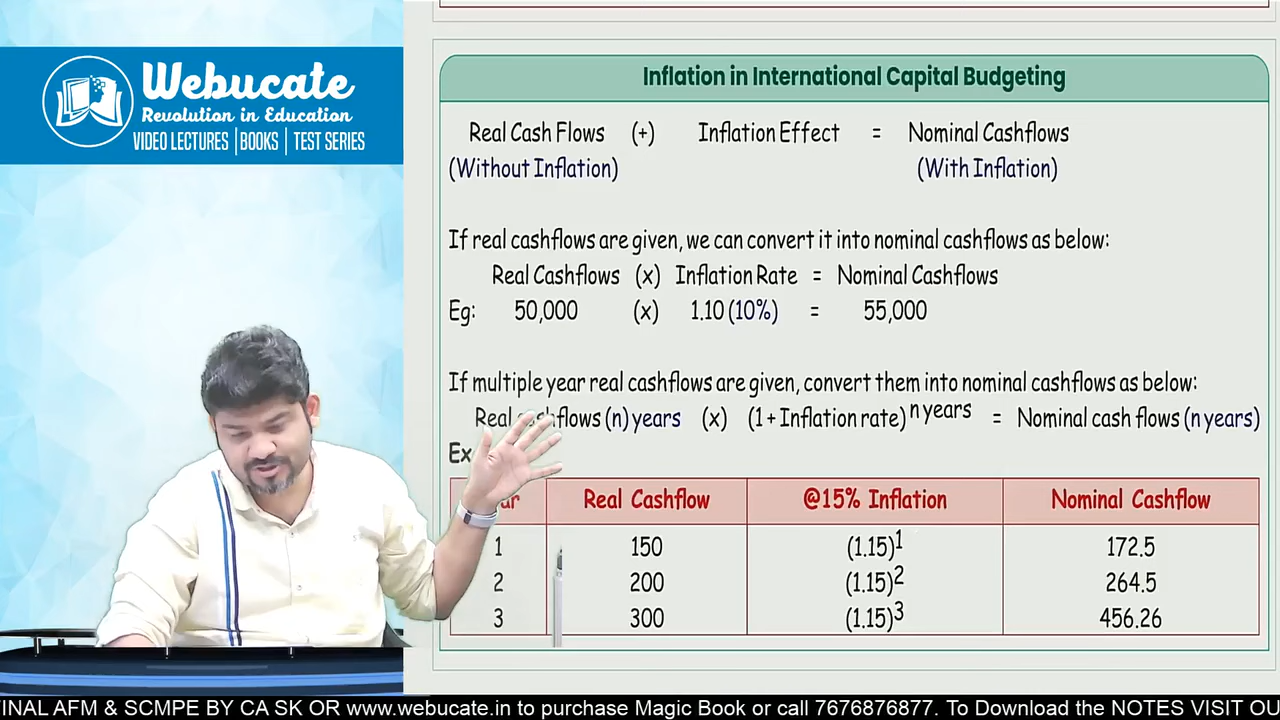 Webucate
Revolution in Education
VIDEO LECTURES | BOOKS | TEST SERIES
Inflation in International Capital Budgeting
Real Cash Flows (+) Inflation Effect = Nominal Cashflows
(Without Inflation) (With Inflation)
If real cashflows are given, we can convert it into nominal cashflows as below:
Real Cashflows (x) Inflation Rate = Nominal Cashflows
Eg: 50,000 (x) 1.10 (10%) = 55,000
If multiple year real cashflows are given, convert them into nominal cashflows as below:
Real cashflows (n) years (x) (1 + Inflation rate)ⁿ ʸᵉᵃʳˢ = Nominal cash flows (n years)
Real Cashflow @15% Inflation Nominal Cashflow
1 150 (1.15)¹ 172.5
2 200 (1.15)² 264.5
3 300 (1.15)³ 456.26
FINAL AFM & SCMPE BY CA SK OR www.webucate.in to purchase Magic Book or call 7676876877. To Download the NOTES VISIT